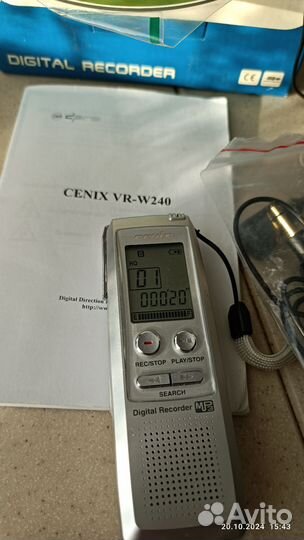 DIGITAL RECORDER
CE
CENIX VR-W240
Digital Direction
http://ww
cenix
HQ
01
00020
REC/STOP PLAY/STOP
SEARCH
Digital Recorder MP3
Avito
20.10.2024 15:43